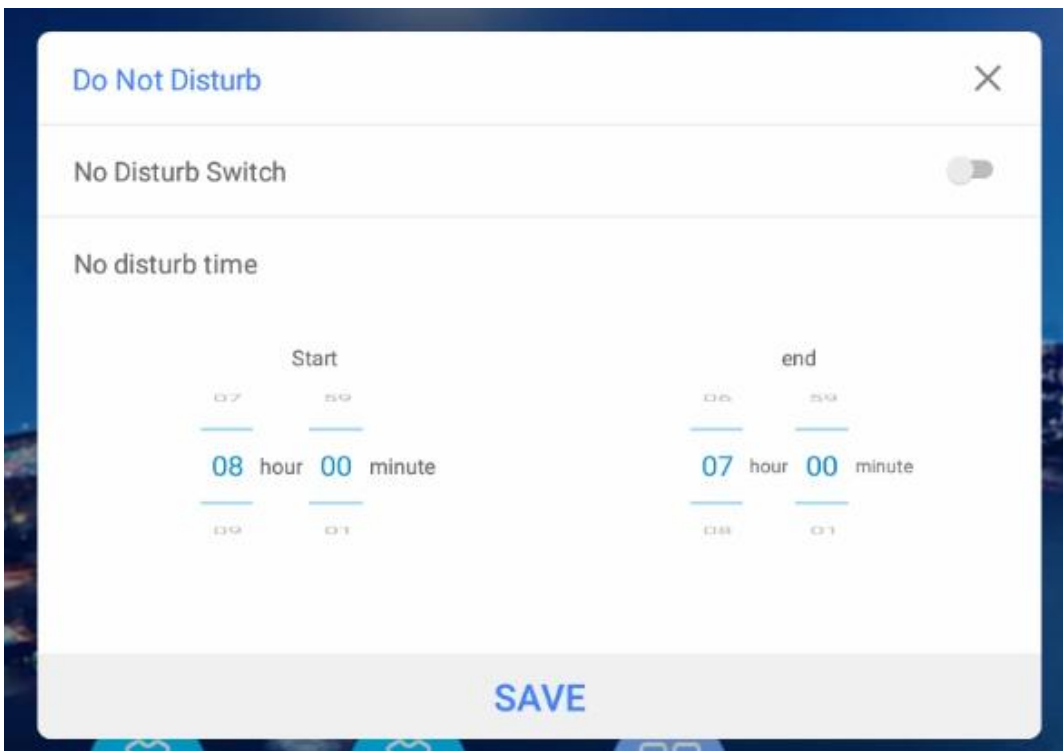 Do Not Disturb
No Disturb Switch
No disturb time
Start end
07 59 06 59
08 hour 00 minute 07 hour 00 minute
09 01 08 01
SAVE